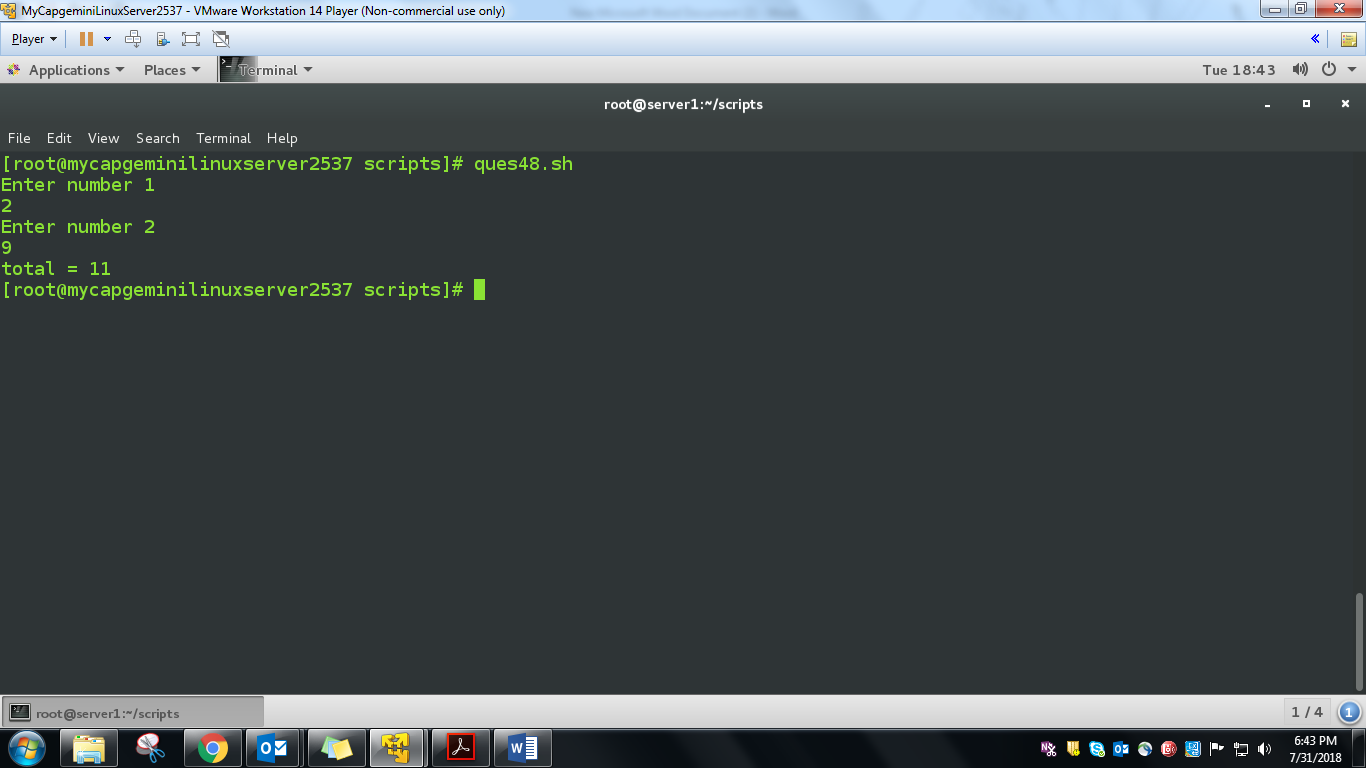 MyCapgeminiLinuxServer2537 - VMware Workstation 14 Player (Non-commercial use only)
Player
Applications Places Terminal Tue 18:43
root@server1:~/scripts
File Edit View Search Terminal Help
[root@mycapgeminilinuxserver2537 scripts]# ques48.sh
Enter number 1
2
Enter number 2
9
total = 11
[root@mycapgeminilinuxserver2537 scripts]#
root@server1:~/scripts 1 / 4 1
6:43 PM
7/31/2018